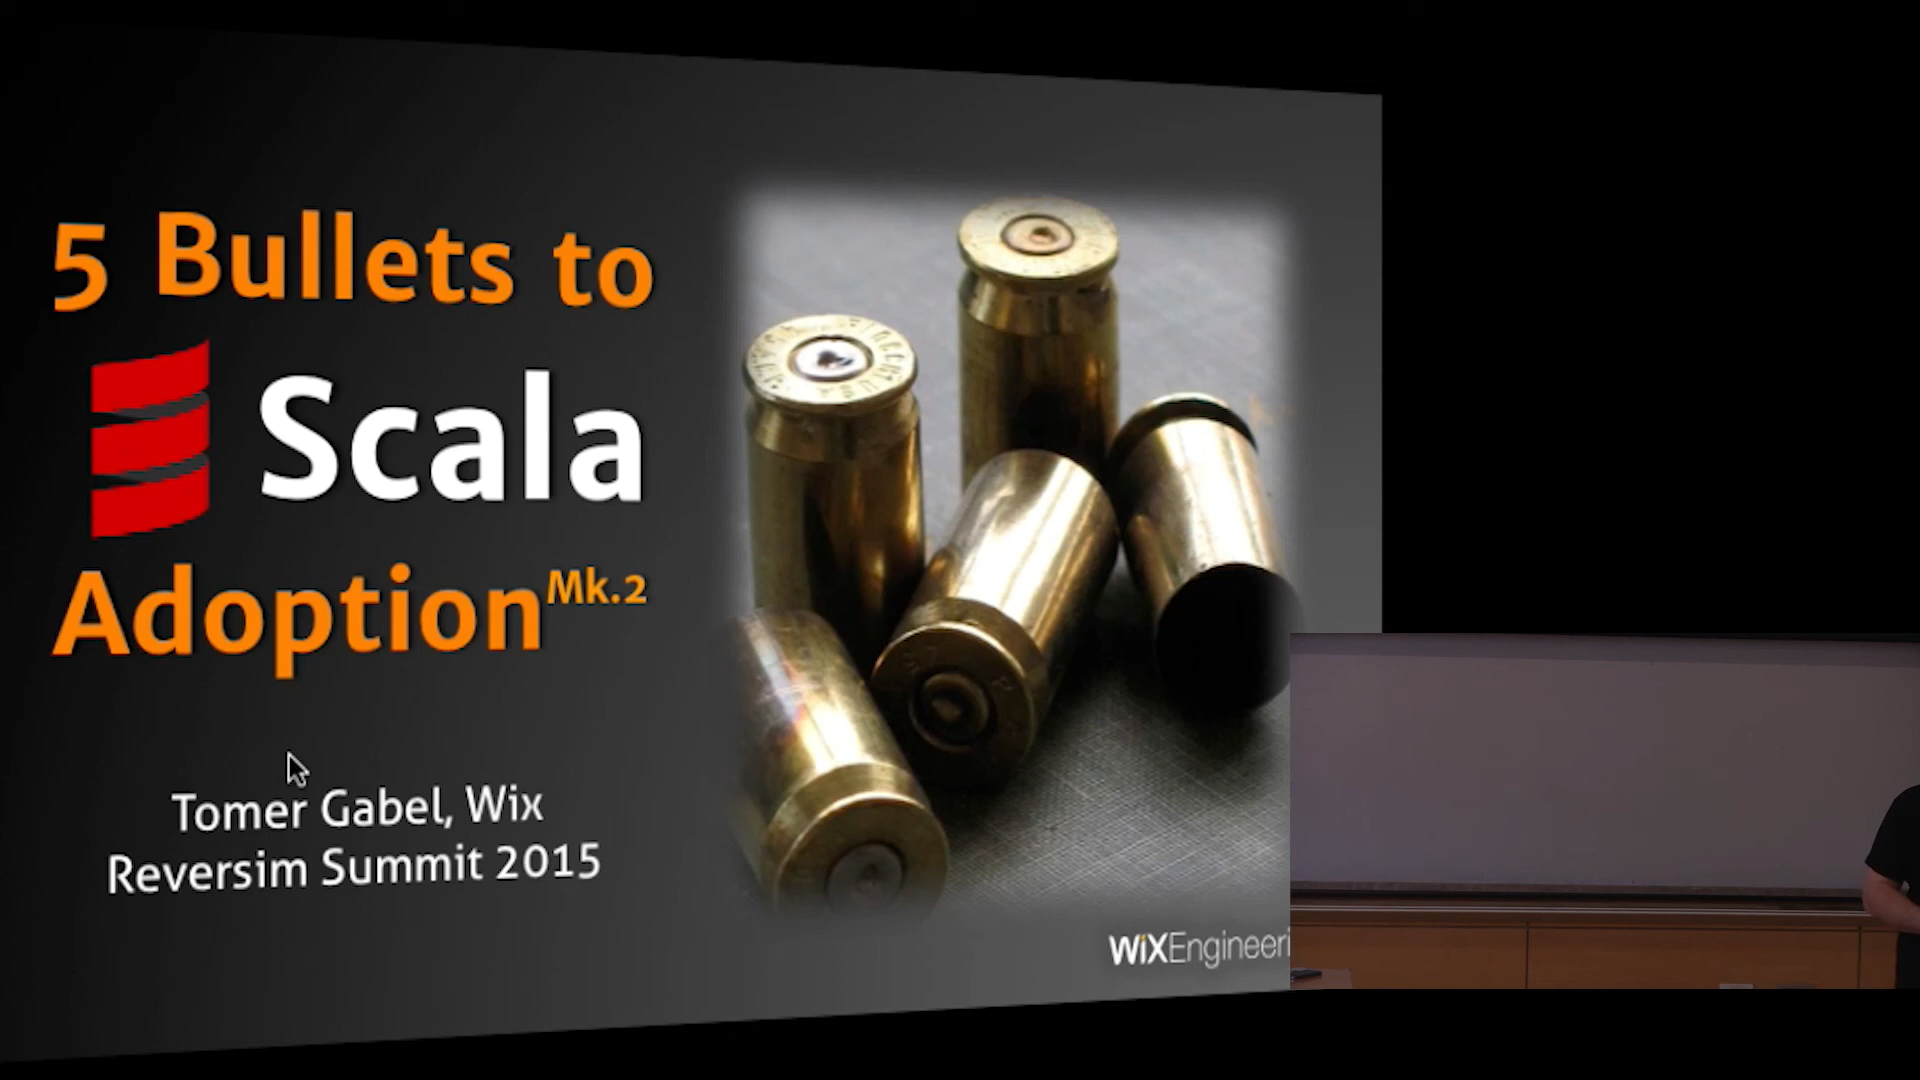 5 Bullets to
Scala
Adoption Mk.2
Tomer Gabel, Wix
Reversim Summit 2015
WiXEngineeri